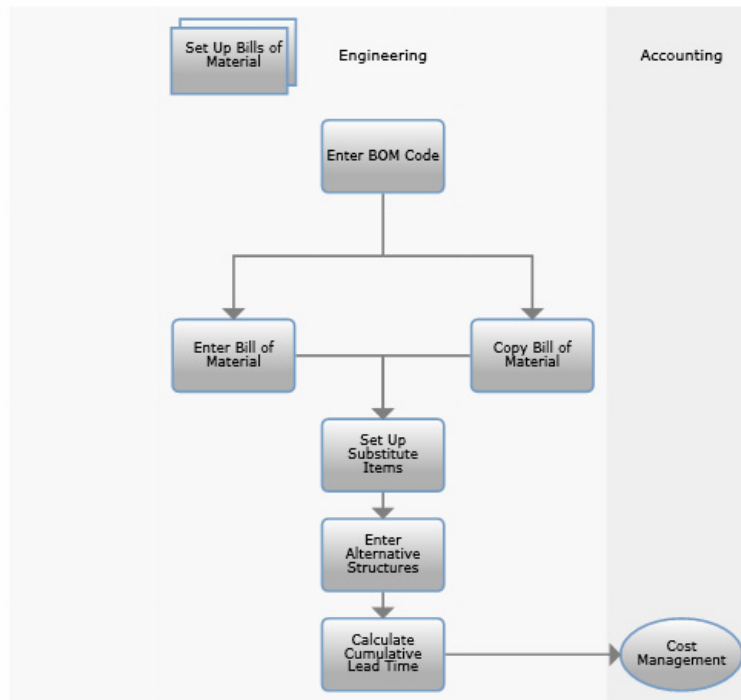 Set Up Bills of
Material
Engineering
Accounting
Enter BOM Code
Enter Bill of
Material
Copy Bill of
Material
Set Up
Substitute
Items
Enter
Alternative
Structures
Calculate
Cumulative
Lead Time
Cost
Management